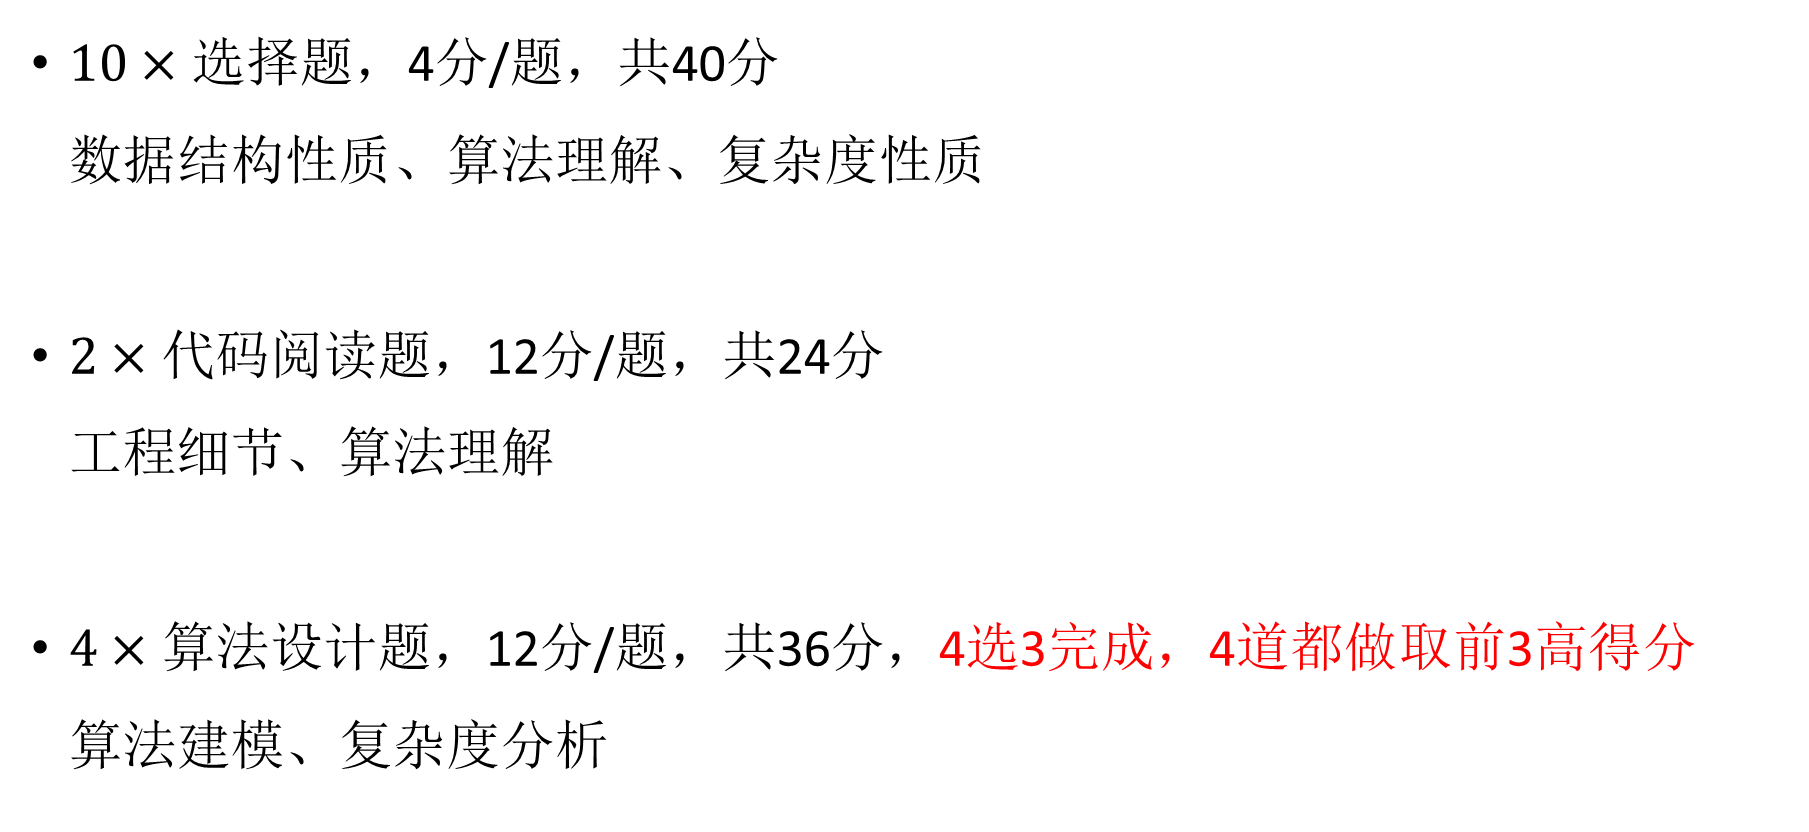 • 10 × 选择题，4分/题，共40分
数据结构性质、算法理解、复杂度性质
• 2 × 代码阅读题，12分/题，共24分
工程细节、算法理解
• 4 × 算法设计题，12分/题，共36分，4选3完成，4道都做取前3高得分
算法建模、复杂度分析